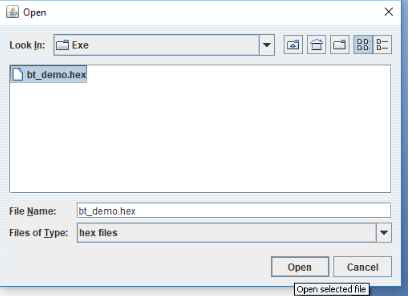 Open
Look In: Exe
bt_demo.hex
File Name: bt_demo.hex
Files of Type: hex files
Open Cancel
Open selected file